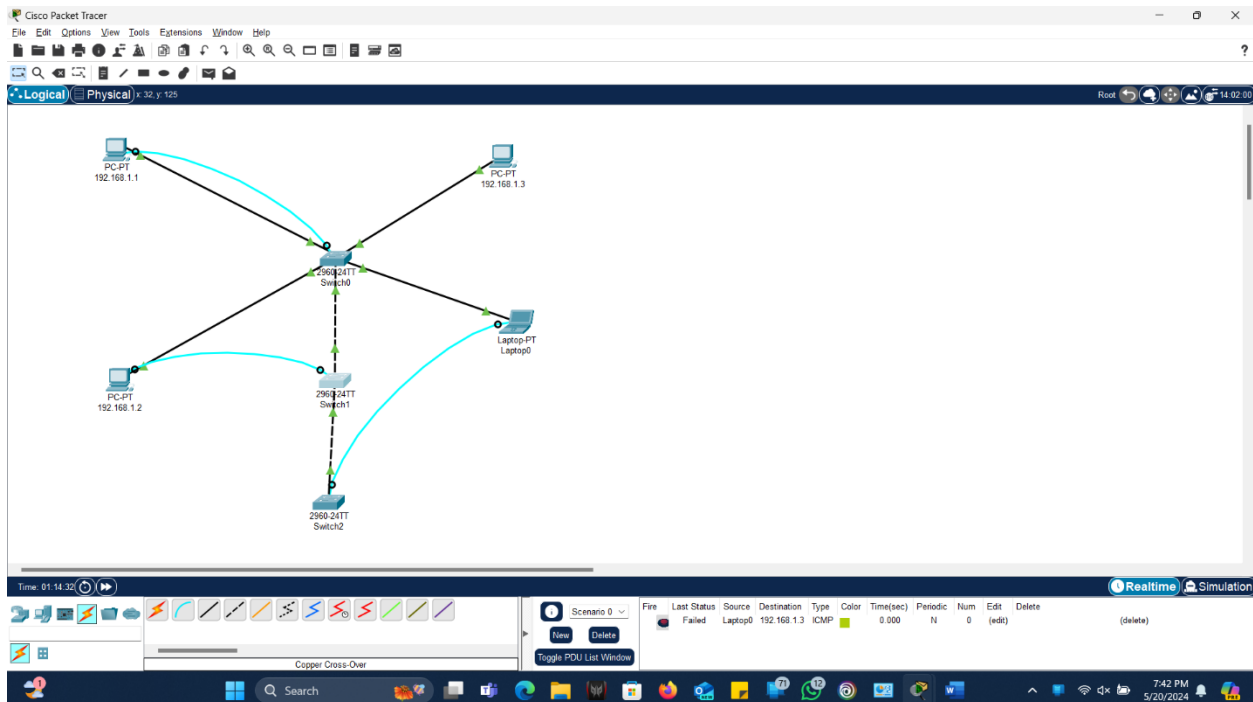 Cisco Packet Tracer
File Edit Options View Tools Extensions Window Help
?
Logical Physical x: 32, y: 125 Root 14:02:00
PC-PT
192.168.1.1
PC-PT
192.168.1.3
2960-24TT
Switch0
Laptop-PT
Laptop0
PC-PT
192.168.1.2
2960-24TT
Switch1
2960-24TT
Switch2
Time: 01:14:32 Realtime Simulation
Scenario 0
New Delete
Toggle PDU List Window
Fire Last Status Source Destination Type Color Time(sec) Periodic Num Edit Delete
Failed Laptop0 192.168.1.3 ICMP 0.000 N 0 (edit) (delete)
Copper Cross-Over
1
Search
71
12
7:42 PM
5/20/2024